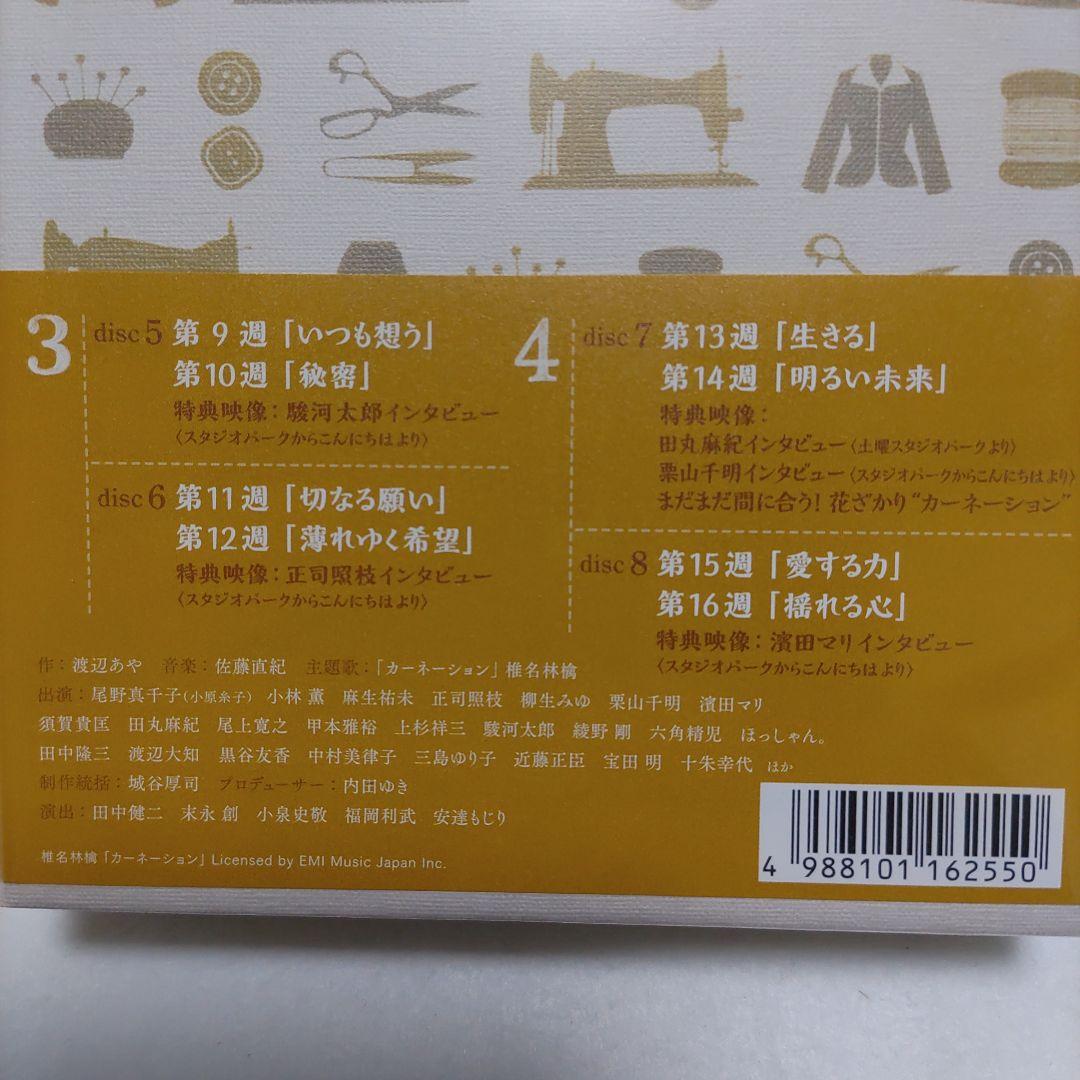 3
disc5 第9週「いつも想う」
第10週「秘密」
特典映像：駿河太郎インタビュー
〈スタジオパークからこんにちはより〉
disc6 第11週「切なる願い」
第12週「薄れゆく希望」
特典映像：正司照枝インタビュー
〈スタジオパークからこんにちはより〉
4
disc7 第13週「生きる」
第14週「明るい未来」
特典映像：
田丸麻紀インタビュー〈土曜スタジオパークより〉
栗山千明インタビュー〈スタジオパークからこんにちはより〉
まだまだ間に合う！花ざかり“カーネーション”
disc8 第15週「愛する力」
第16週「揺れる心」
特典映像：濱田マリインタビュー
〈スタジオパークからこんにちはより〉
作：渡辺あや 音楽：佐藤直紀 主題歌：「カーネーション」椎名林檎
出演：尾野真千子（小原糸子） 小林 薫 麻生祐未 正司照枝 柳生みゆ 栗山千明 濱田マリ
須賀貴匡 田丸麻紀 尾上寛之 甲本雅裕 上杉祥三 駿河太郎 綾野 剛 六角精児 ほっしゃん。
田中隆三 渡辺大知 黒谷友香 中村美律子 三島ゆり子 近藤正臣 宝田 明 十朱幸代 ほか
制作統括：城谷厚司 プロデューサー：内田ゆき
演出：田中健二 末永 創 小泉史敬 福岡利武 安達もじり
椎名林檎「カーネーション」Licensed by EMI Music Japan Inc.
4 988101 162550